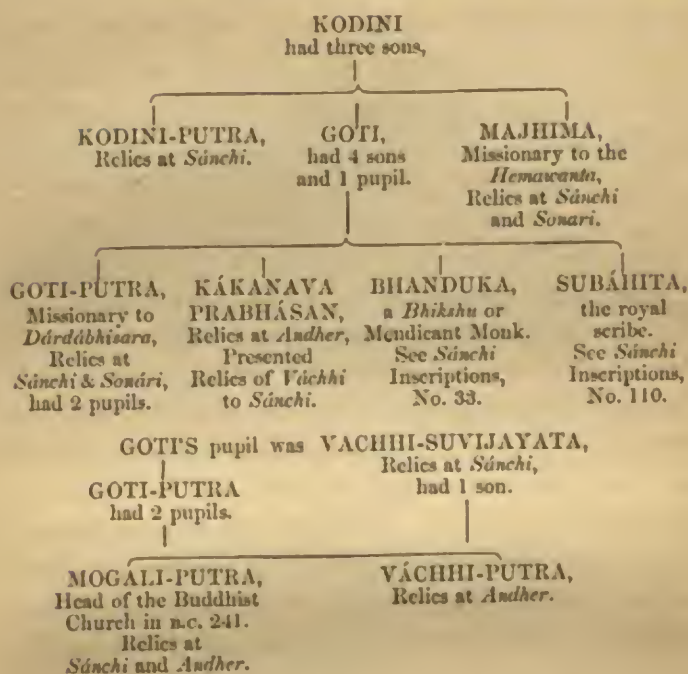 KODINI
had three sons,
KODINI-PUTRA,
Relics at Sánchi.
GOTI,
had 4 sons
and 1 pupil.
MAJHIMA,
Missionary to the
Hemawanta,
Relics at Sánchi
and Sonari.
GOTI-PUTRA,
Missionary to
Dárdábhisara,
Relics at
Sánchi & Sonári,
had 2 pupils.
KÁKANAVA
PRABHÁSAN,
Relics at Andher,
Presented
Relics of Váchhi
to Sánchi.
BHANDUKA,
a Bhikshu or
Mendicant Monk.
See Sánchi
Inscriptions,
No. 33.
SUBÁHITA,
the royal
scribe.
See Sánchi
Inscriptions,
No. 110.
GOTI'S pupil was VACHHI-SUVIJAYATA,
Relics at Sánchi,
had 1 son.
GOTI-PUTRA
had 2 pupils.
MOGALI-PUTRA,
Head of the Buddhist
Church in B.C. 241.
Relics at
Sánchi and Andher.
VÁCHHI-PUTRA,
Relics at Andher.